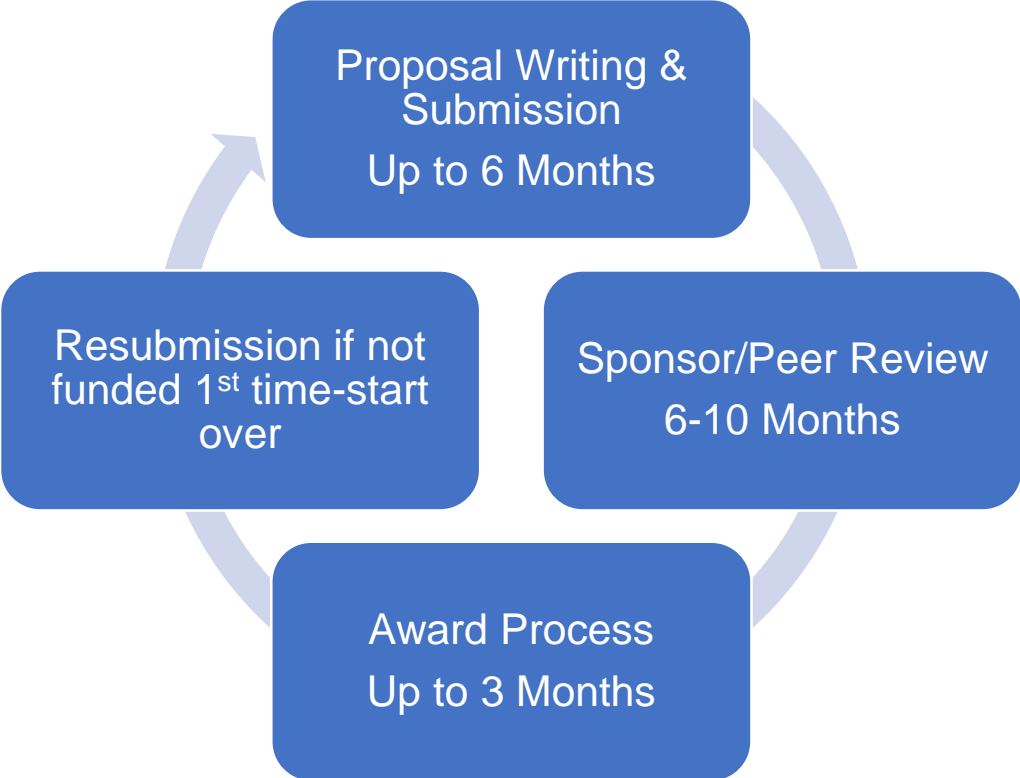 Proposal Writing &
Submission
Up to 6 Months
Sponsor/Peer Review
6-10 Months
Award Process
Up to 3 Months
Resubmission if not
funded 1st time-start
over